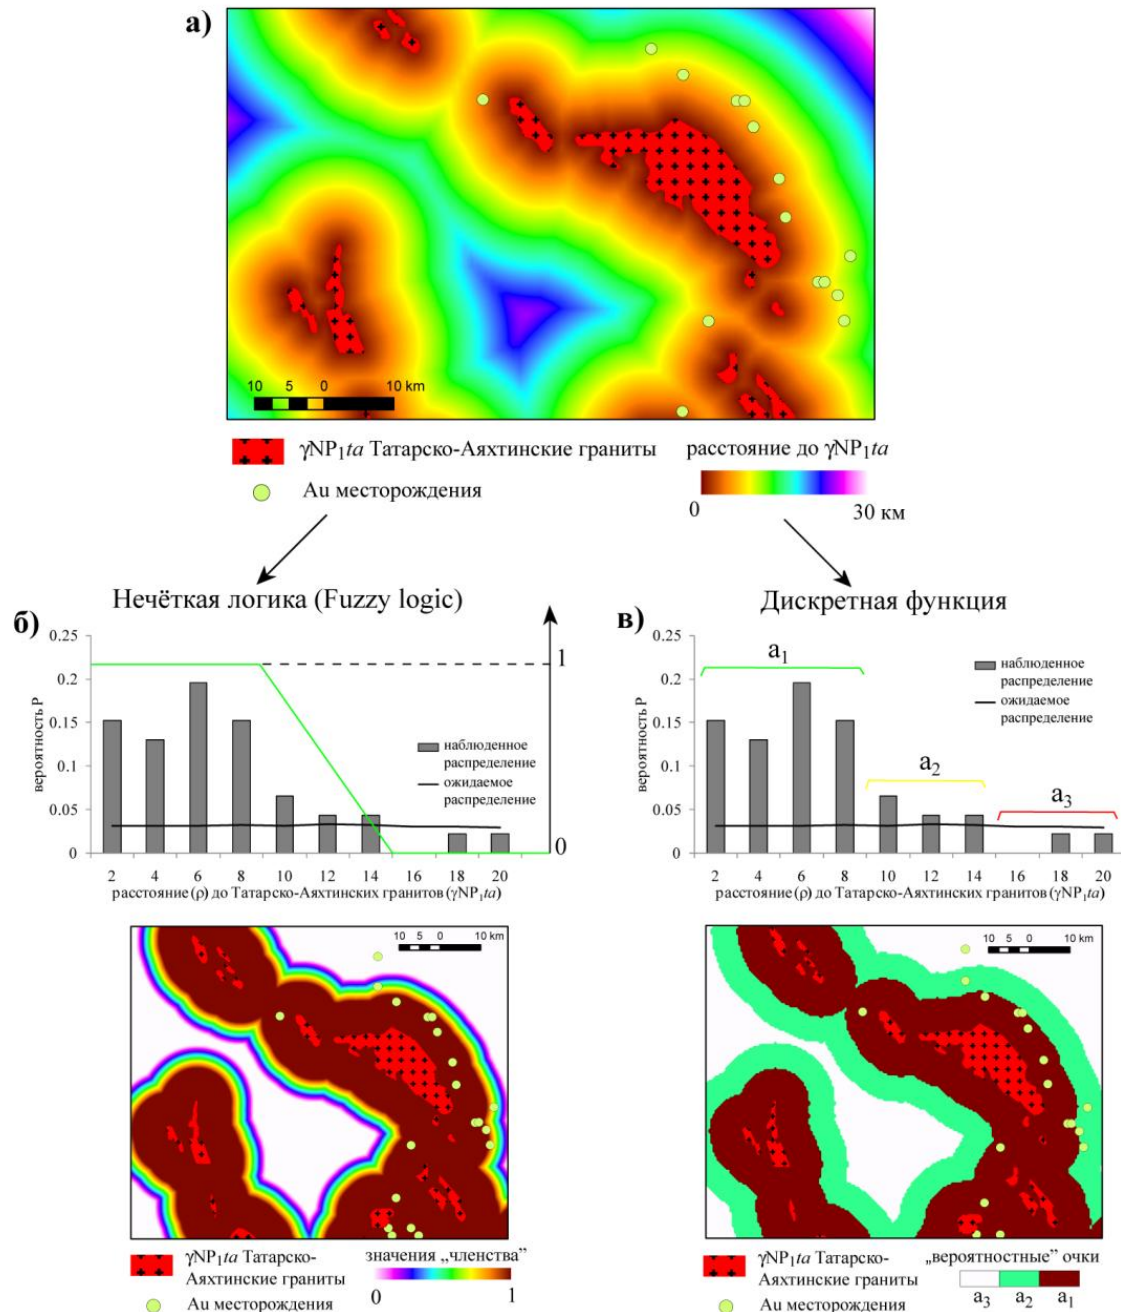 а)
10 5 0 10 km
γNP₁ta Татарско-Аяхтинские граниты
Au месторождения
расстояние до γNP₁ta
0 30 км
Нечёткая логика (Fuzzy logic)
б)
0.25
0.2
0.15
0.1
0.05
0
вероятность P
1
0
наблюденное
распределение
ожидаемое
распределение
2 4 6 8 10 12 14 16 18 20
расстояние (ρ) до Татарско-Аяхтинских гранитов (γNP₁ta)
10 5 0 10 km
γNP₁ta Татарско-
Аяхтинские граниты
Au месторождения
значения „членства”
0 1
Дискретная функция
в)
0.25
0.2
0.15
0.1
0.05
0
вероятность P
a₁
a₂
a₃
наблюденное
распределение
ожидаемое
распределение
2 4 6 8 10 12 14 16 18 20
расстояние (ρ) до Татарско-Аяхтинских гранитов (γNP₁ta)
10 5 0 10 km
γNP₁ta Татарско-
Аяхтинские граниты
Au месторождения
„вероятностные” очки
a₃ a₂ a₁